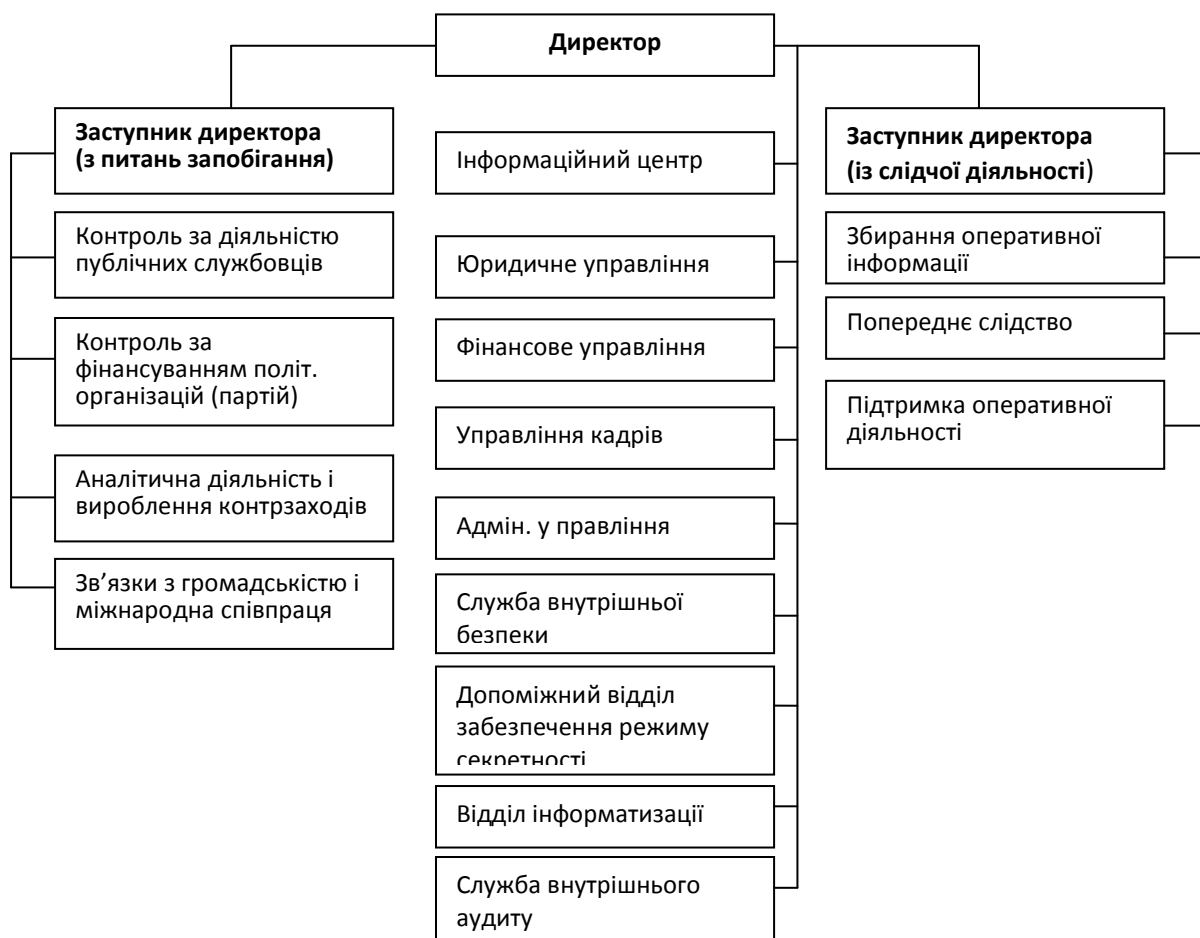 Директор
Заступник директора
(з питань запобігання)
Контроль за діяльністю
публічних службовців
Контроль за
фінансуванням політ.
організацій (партій)
Аналітична діяльність і
вироблення контрзаходів
Зв’язки з громадськістю і
міжнародна співпраця
Інформаційний центр
Юридичне управління
Фінансове управління
Управління кадрів
Адмін. у правління
Служба внутрішньої
безпеки
Допоміжний відділ
забезпечення режиму
секретності
Відділ інформатизації
Служба внутрішнього
аудиту
Заступник директора
(із слідчої діяльності)
Збирання оперативної
інформації
Попереднє слідство
Підтримка оперативної
діяльності